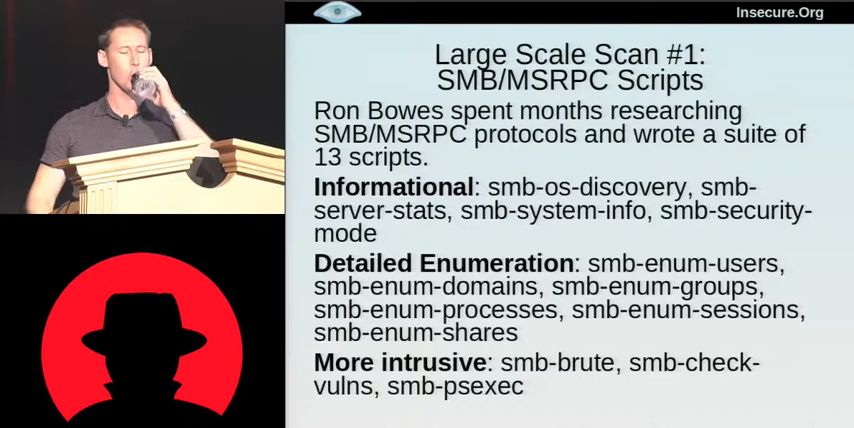 Insecure.Org
Large Scale Scan #1:
SMB/MSRPC Scripts
Ron Bowes spent months researching
SMB/MSRPC protocols and wrote a suite of
13 scripts.
Informational: smb-os-discovery, smb-
server-stats, smb-system-info, smb-security-
mode
Detailed Enumeration: smb-enum-users,
smb-enum-domains, smb-enum-groups,
smb-enum-processes, smb-enum-sessions,
smb-enum-shares
More intrusive: smb-brute, smb-check-
vulns, smb-psexec